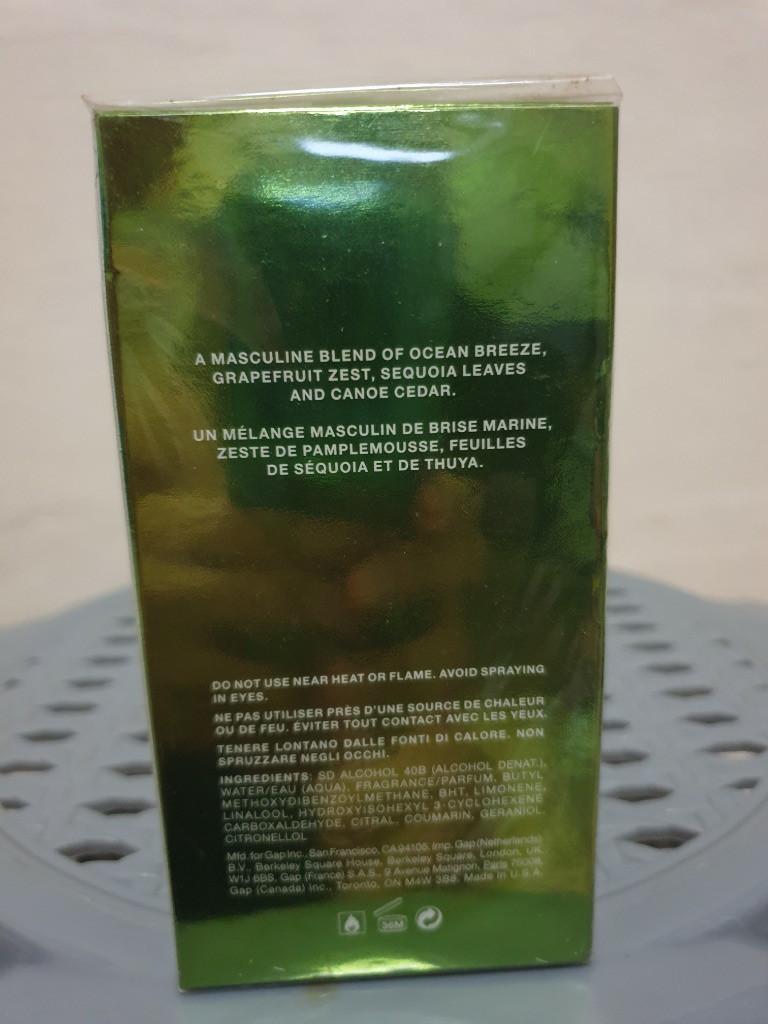 A MASCULINE BLEND OF OCEAN BREEZE,
GRAPEFRUIT ZEST, SEQUOIA LEAVES
AND CANOE CEDAR.
UN MÉLANGE MASCULIN DE BRISE MARINE,
ZESTE DE PAMPLEMOUSSE, FEUILLES
DE SÉQUOIA ET DE THUYA.
DO NOT USE NEAR HEAT OR FLAME. AVOID SPRAYING
IN EYES.
NE PAS UTILISER PRÈS D'UNE SOURCE DE CHALEUR
OU DE FEU. ÉVITER TOUT CONTACT AVEC LES YEUX.
TENERE LONTANO DALLE FONTI DI CALORE. NON
SPRUZZARE NEGLI OCCHI.
INGREDIENTS: SD ALCOHOL 40B (ALCOHOL DENAT.),
WATER/EAU (AQUA), FRAGRANCE/PARFUM, BUTYL
METHOXYDIBENZOYLMETHANE, BHT, LIMONENE,
LINALOOL, HYDROXYISOHEXYL 3-CYCLOHEXENE
CARBOXALDEHYDE, CITRAL, COUMARIN, GERANIOL,
CITRONELLOL
Mfd. for Gap Inc., San Francisco, CA 94105. Imp. Gap (Netherlands)
B.V., Berkeley Square House, Berkeley Square, London, UK,
W1J 6BS. Gap (France) S.A.S., 9 Avenue Matignon, Paris 75008,
Gap (Canada) Inc., Toronto, ON M4W 3B8. Made in U.S.A.
36M